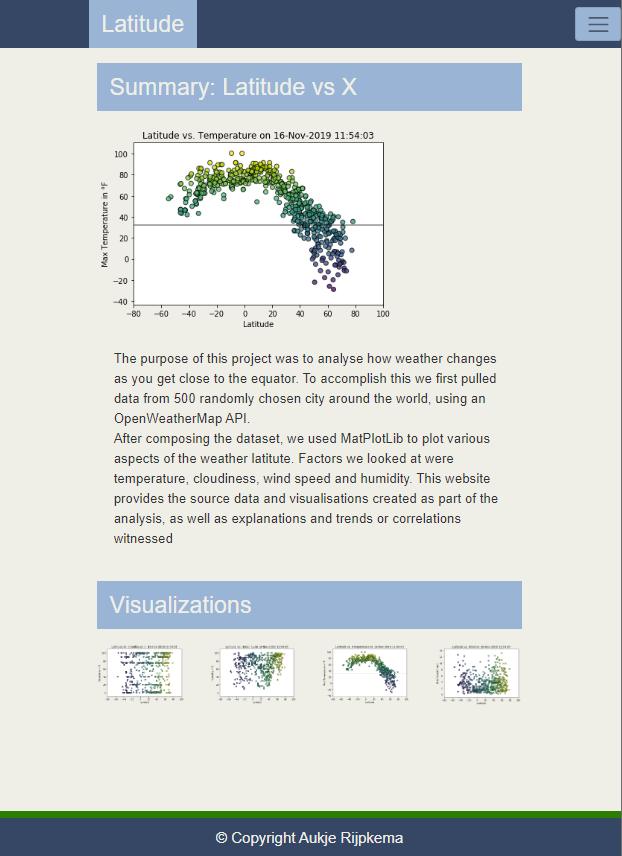 Latitude
Summary: Latitude vs X
Latitude vs. Temperature on 16-Nov-2019 11:54:03
Max Temperature in °F
100
80
60
40
20
0
−20
−40
−80 −60 −40 −20 0 20 40 60 80 100
Latitude
The purpose of this project was to analyse how weather changes
as you get close to the equator. To accomplish this we first pulled
data from 500 randomly chosen city around the world, using an
OpenWeatherMap API.
After composing the dataset, we used MatPlotLib to plot various
aspects of the weather latitute. Factors we looked at were
temperature, cloudiness, wind speed and humidity. This website
provides the source data and visualisations created as part of the
analysis, as well as explanations and trends or correlations
witnessed
Visualizations
© Copyright Aukje Rijpkema